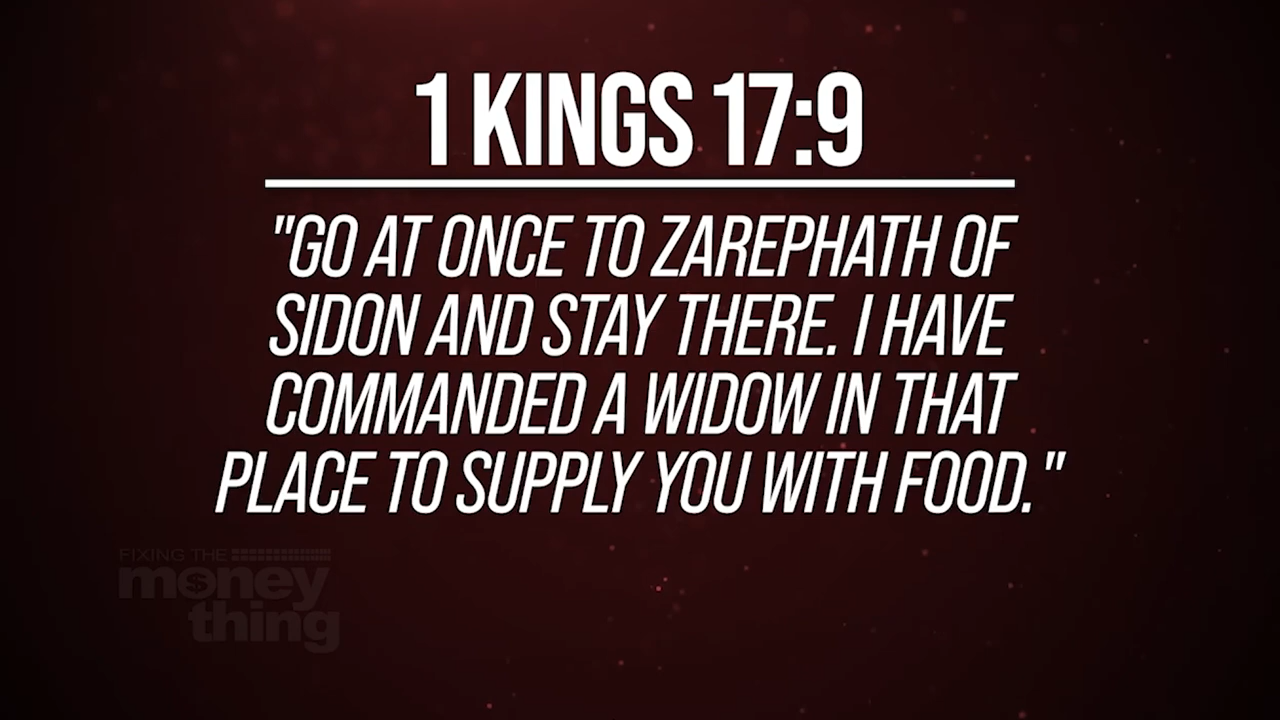 1 KINGS 17:9
"GO AT ONCE TO ZAREPHATH OF
SIDON AND STAY THERE. I HAVE
COMMANDED A WIDOW IN THAT
PLACE TO SUPPLY YOU WITH FOOD."
FIXING THE
money
thing